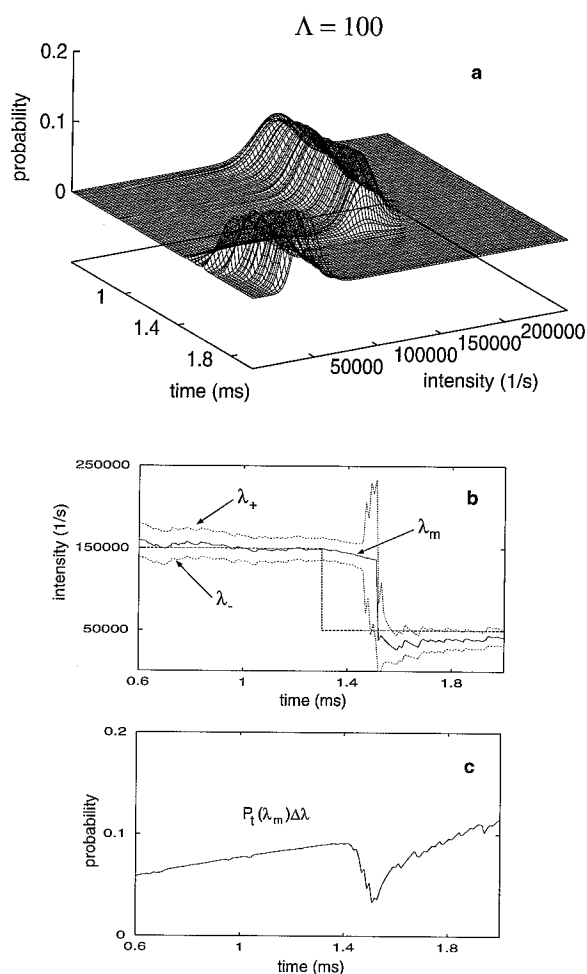 Λ = 100
a
0.2
0.1
0
probability
1
1.4
1.8
time (ms)
50000
100000
150000
200000
intensity (1/s)
b
250000
150000
50000
intensity (1/s)
λ+
λm
λ-
0.6
1
1.4
1.8
time (ms)
c
0.2
0.1
0
probability
Pt(λm)Δλ
0.6
1
1.4
1.8
time (ms)